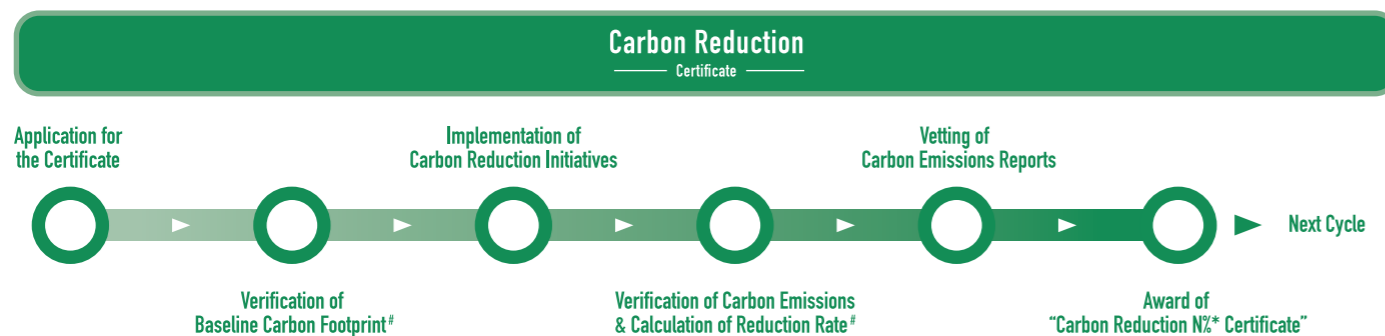 Carbon Reduction
Certificate
Application for
the Certificate
Verification of
Baseline Carbon Footprint#
Implementation of
Carbon Reduction Initiatives
Verification of Carbon Emissions
& Calculation of Reduction Rate#
Vetting of
Carbon Emissions Reports
Award of
“Carbon Reduction N%* Certificate”
Next Cycle